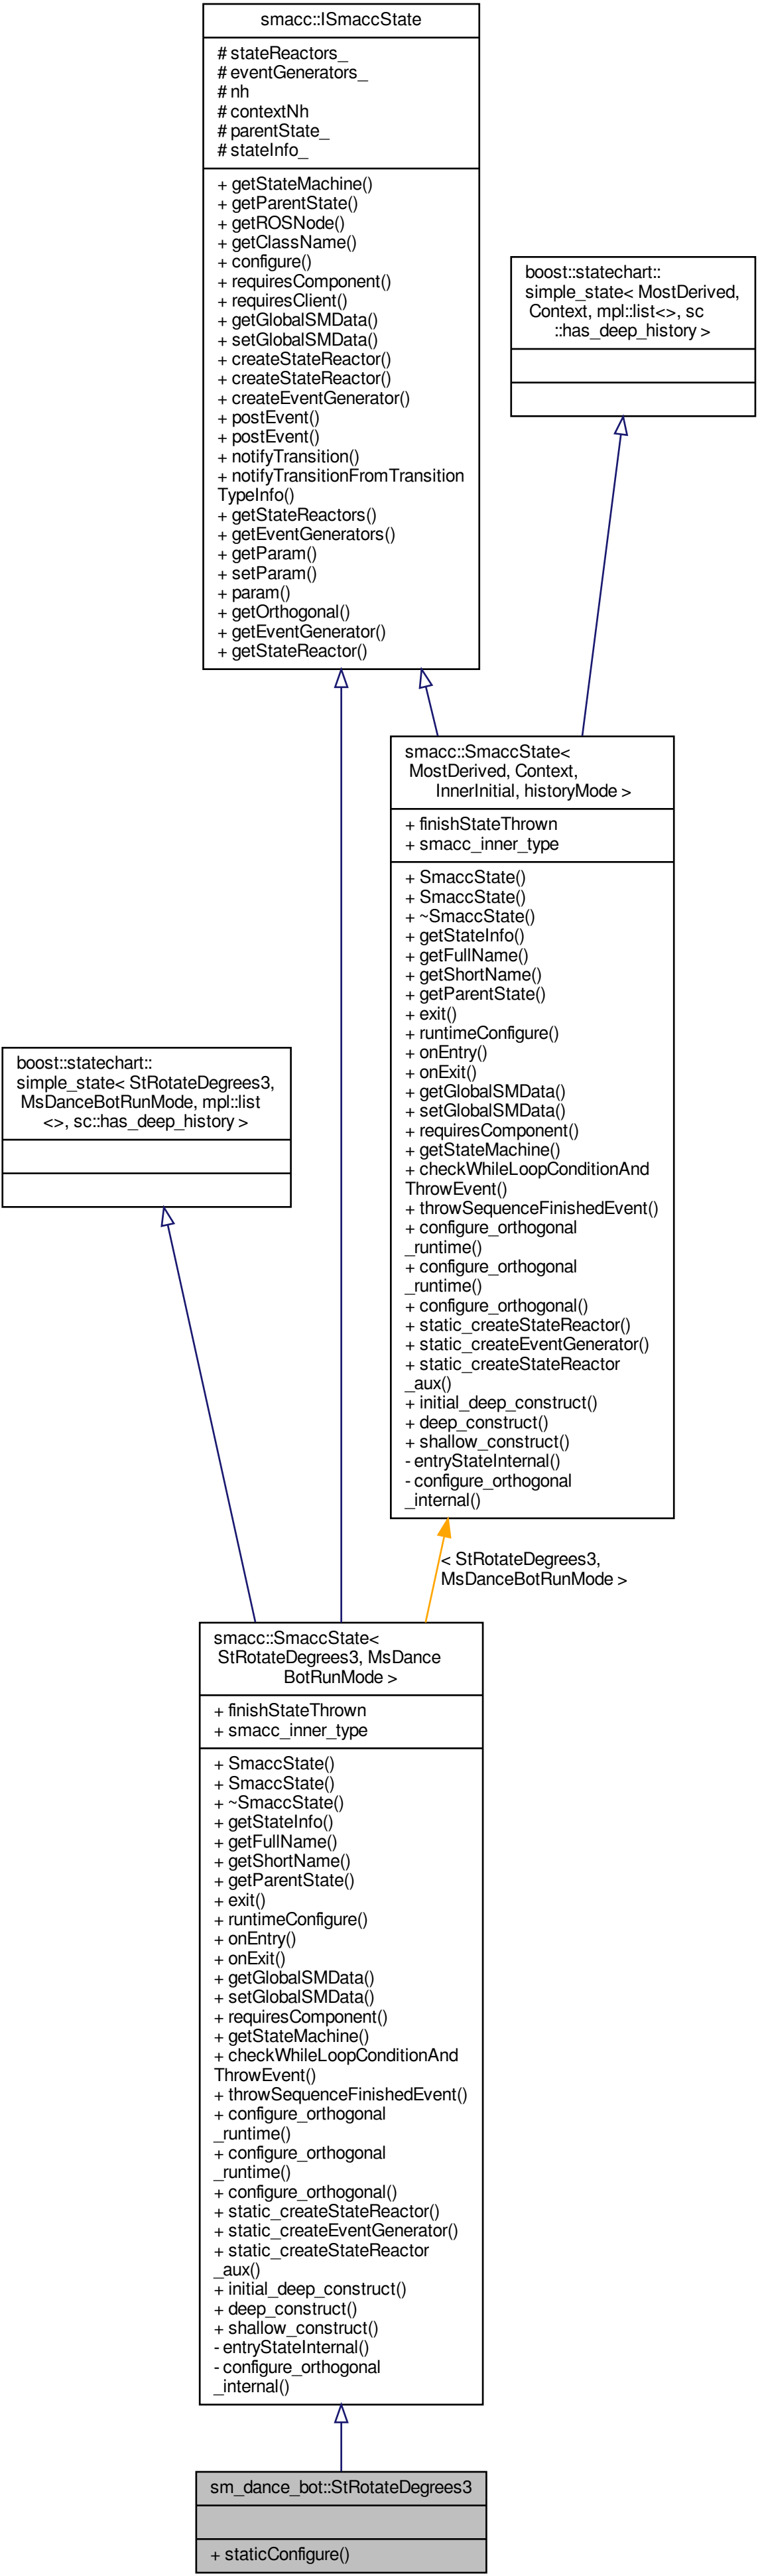 smacc::ISmaccState
# stateReactors_
# eventGenerators_
# nh
# contextNh
# parentState_
# stateInfo_
+ getStateMachine()
+ getParentState()
+ getROSNode()
+ getClassName()
+ configure()
+ requiresComponent()
+ requiresClient()
+ getGlobalSMData()
+ setGlobalSMData()
+ createStateReactor()
+ createStateReactor()
+ createEventGenerator()
+ postEvent()
+ postEvent()
+ notifyTransition()
+ notifyTransitionFromTransition
TypeInfo()
+ getStateReactors()
+ getEventGenerators()
+ getParam()
+ setParam()
+ param()
+ getOrthogonal()
+ getEventGenerator()
+ getStateReactor()
boost::statechart::
simple_state< MostDerived,
Context, mpl::list<>, sc
::has_deep_history >
smacc::SmaccState<
MostDerived, Context,
InnerInitial, historyMode >
+ finishStateThrown
+ smacc_inner_type
+ SmaccState()
+ SmaccState()
+ ~SmaccState()
+ getStateInfo()
+ getFullName()
+ getShortName()
+ getParentState()
+ exit()
+ runtimeConfigure()
+ onEntry()
+ onExit()
+ getGlobalSMData()
+ setGlobalSMData()
+ requiresComponent()
+ getStateMachine()
+ checkWhileLoopConditionAnd
ThrowEvent()
+ throwSequenceFinishedEvent()
+ configure_orthogonal
_runtime()
+ configure_orthogonal
_runtime()
+ configure_orthogonal()
+ static_createStateReactor()
+ static_createEventGenerator()
+ static_createStateReactor
_aux()
+ initial_deep_construct()
+ deep_construct()
+ shallow_construct()
- entryStateInternal()
- configure_orthogonal
_internal()
boost::statechart::
simple_state< StRotateDegrees3,
MsDanceBotRunMode, mpl::list
<>, sc::has_deep_history >
< StRotateDegrees3,
MsDanceBotRunMode >
smacc::SmaccState<
StRotateDegrees3, MsDance
BotRunMode >
+ finishStateThrown
+ smacc_inner_type
+ SmaccState()
+ SmaccState()
+ ~SmaccState()
+ getStateInfo()
+ getFullName()
+ getShortName()
+ getParentState()
+ exit()
+ runtimeConfigure()
+ onEntry()
+ onExit()
+ getGlobalSMData()
+ setGlobalSMData()
+ requiresComponent()
+ getStateMachine()
+ checkWhileLoopConditionAnd
ThrowEvent()
+ throwSequenceFinishedEvent()
+ configure_orthogonal
_runtime()
+ configure_orthogonal
_runtime()
+ configure_orthogonal()
+ static_createStateReactor()
+ static_createEventGenerator()
+ static_createStateReactor
_aux()
+ initial_deep_construct()
+ deep_construct()
+ shallow_construct()
- entryStateInternal()
- configure_orthogonal
_internal()
sm_dance_bot::StRotateDegrees3
+ staticConfigure()